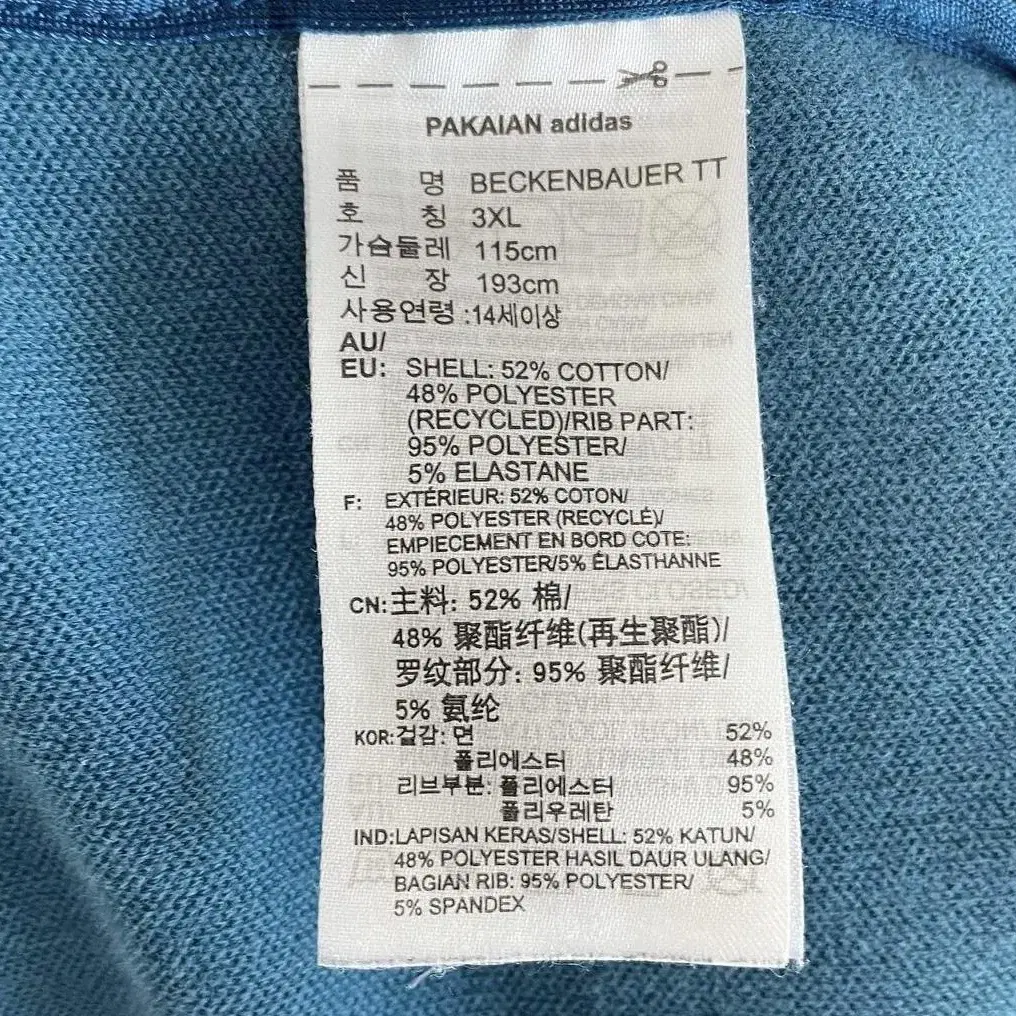 PAKAIAN adidas
품 명 BECKENBAUER TT
호 칭 3XL
가슴둘레 115cm
신 장 193cm
사용연령 :14세이상
AU/
EU: SHELL: 52% COTTON/
48% POLYESTER
(RECYCLED)/RIB PART:
95% POLYESTER/
5% ELASTANE
F: EXTÉRIEUR: 52% COTON/
48% POLYESTER (RECYCLÉ)/
EMPIECEMENT EN BORD COTE:
95% POLYESTER/5% ÉLASTHANNE
CN:主料: 52% 棉/
48% 聚酯纤维(再生聚酯)/
罗纹部分: 95% 聚酯纤维/
5% 氨纶
KOR:겉감: 면 52%
폴리에스터 48%
리브부분: 폴리에스터 95%
폴리우레탄 5%
IND:LAPISAN KERAS/SHELL: 52% KATUN/
48% POLYESTER HASIL DAUR ULANG/
BAGIAN RIB: 95% POLYESTER/
5% SPANDEX